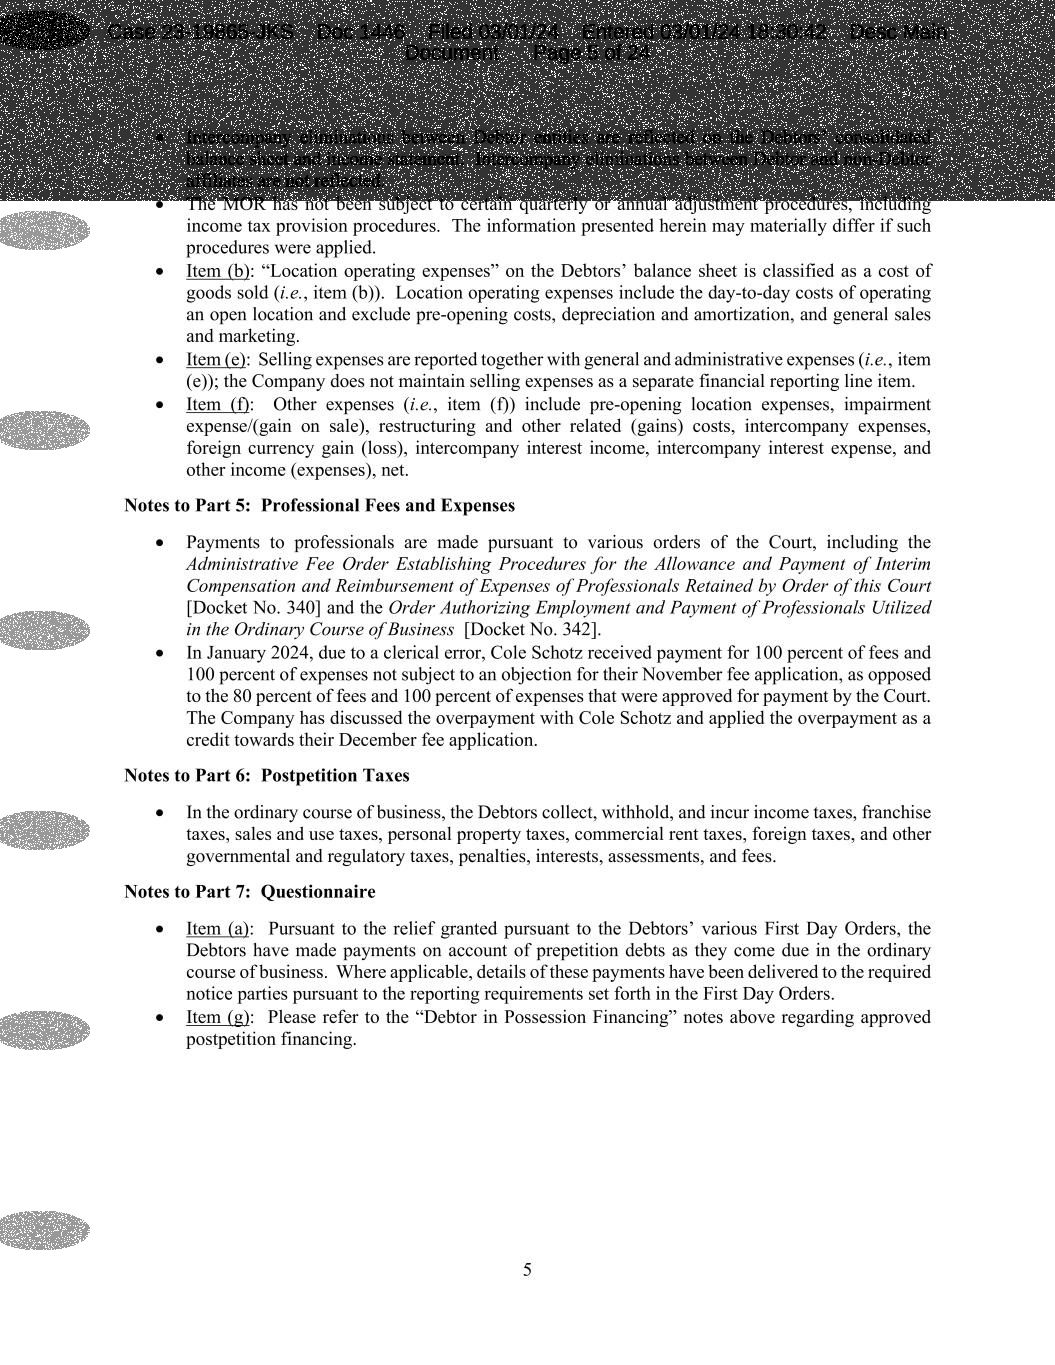 Case 23-19865-JKS Doc 1446 Filed 03/01/24 Entered 03/01/24 18:30:42 Desc Main
Document Page 5 of 24
• Intercompany eliminations between Debtor entities are reflected on the Debtors’ consolidated
balance sheet and income statement. Intercompany eliminations between Debtor and non-Debtor
affiliates are not reflected.
• The MOR has not been subject to certain quarterly or annual adjustment procedures, including
income tax provision procedures. The information presented herein may materially differ if such
procedures were applied.
• Item (b): “Location operating expenses” on the Debtors’ balance sheet is classified as a cost of
goods sold (i.e., item (b)). Location operating expenses include the day-to-day costs of operating
an open location and exclude pre-opening costs, depreciation and amortization, and general sales
and marketing.
• Item (e): Selling expenses are reported together with general and administrative expenses (i.e., item
(e)); the Company does not maintain selling expenses as a separate financial reporting line item.
• Item (f): Other expenses (i.e., item (f)) include pre-opening location expenses, impairment
expense/(gain on sale), restructuring and other related (gains) costs, intercompany expenses,
foreign currency gain (loss), intercompany interest income, intercompany interest expense, and
other income (expenses), net.
Notes to Part 5: Professional Fees and Expenses
• Payments to professionals are made pursuant to various orders of the Court, including the
Administrative Fee Order Establishing Procedures for the Allowance and Payment of Interim
Compensation and Reimbursement of Expenses of Professionals Retained by Order of this Court
[Docket No. 340] and the Order Authorizing Employment and Payment of Professionals Utilized
in the Ordinary Course of Business [Docket No. 342].
• In January 2024, due to a clerical error, Cole Schotz received payment for 100 percent of fees and
100 percent of expenses not subject to an objection for their November fee application, as opposed
to the 80 percent of fees and 100 percent of expenses that were approved for payment by the Court.
The Company has discussed the overpayment with Cole Schotz and applied the overpayment as a
credit towards their December fee application.
Notes to Part 6: Postpetition Taxes
• In the ordinary course of business, the Debtors collect, withhold, and incur income taxes, franchise
taxes, sales and use taxes, personal property taxes, commercial rent taxes, foreign taxes, and other
governmental and regulatory taxes, penalties, interests, assessments, and fees.
Notes to Part 7: Questionnaire
• Item (a): Pursuant to the relief granted pursuant to the Debtors’ various First Day Orders, the
Debtors have made payments on account of prepetition debts as they come due in the ordinary
course of business. Where applicable, details of these payments have been delivered to the required
notice parties pursuant to the reporting requirements set forth in the First Day Orders.
• Item (g): Please refer to the “Debtor in Possession Financing” notes above regarding approved
postpetition financing.
5